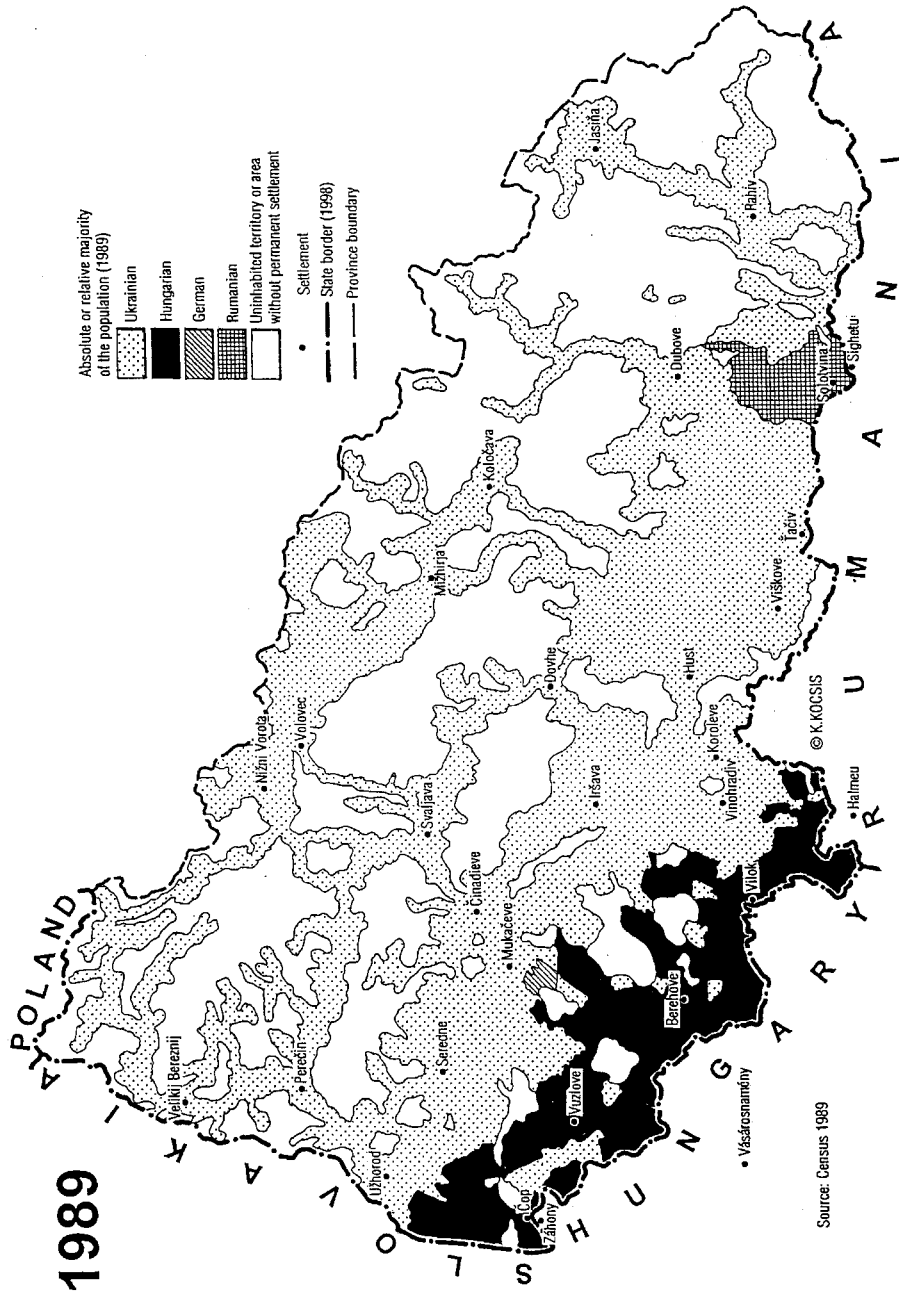 1989
POLAND
SLOVAKIA
HUNGARY
RUMANIA
Absolute or relative majority
of the population (1989)
Ukrainian
Hungarian
German
Rumanian
Uninhabited territory or area
without permanent settlement
Settlement
State border (1998)
Province boundary
Velikij Bereznij
Perečin
Užhorod
Seredne
Čop
Záhony
Vuzlove
Vásárosnamény
Berehove
Mukačeve
Činadijeve
Svaljava
Nižni Vorota
Volovec
Iršava
Vinohradiv
Vilok
Halmeu
Koroleve
Hust
Dovhe
Mižhirja
Koločava
Viškove
Ťačiv
Dubove
Solotvina
Sighetu
Rahiv
Jasiňa
© K.KOCSIS
Source: Census 1989